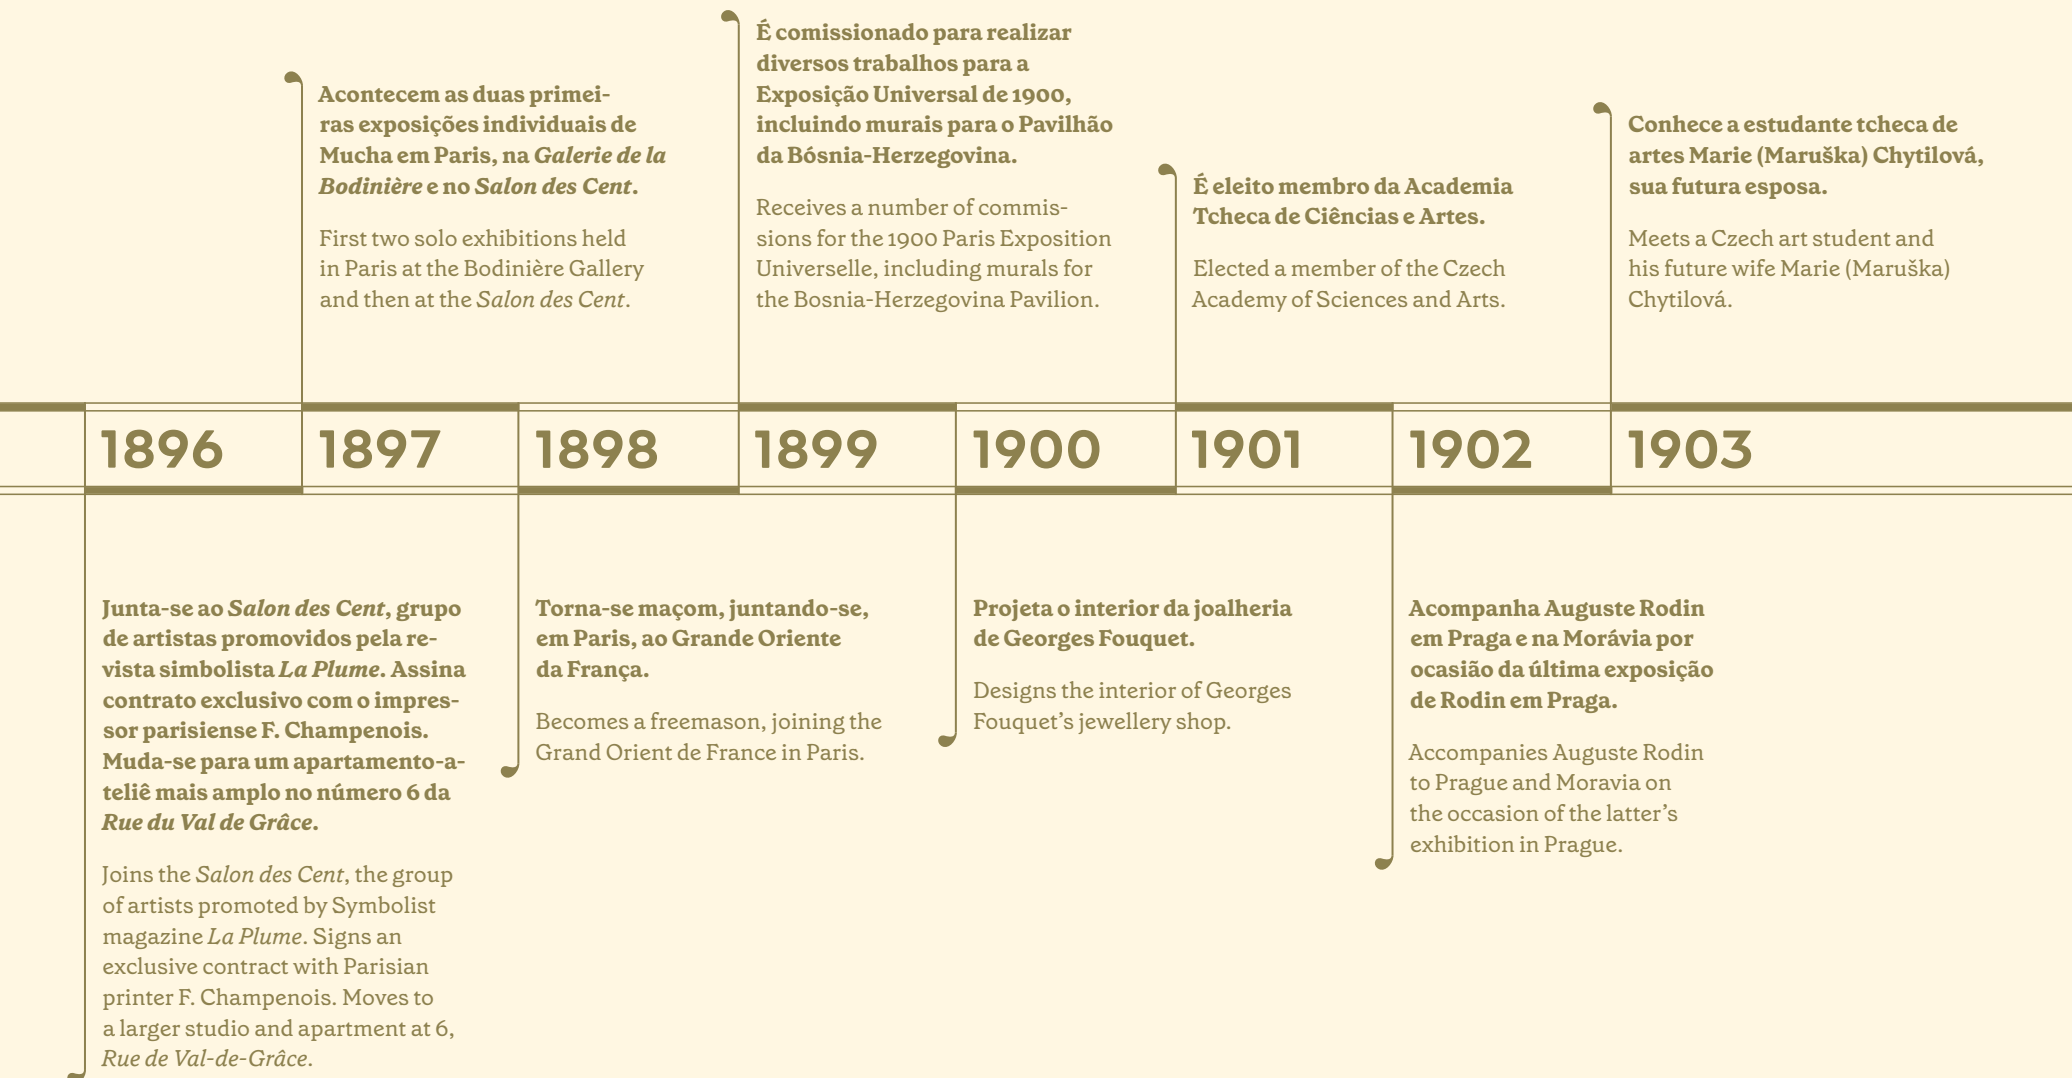 Acontecem as duas primei-
ras exposições individuais de
Mucha em Paris, na Galerie de la
Bodinière e no Salon des Cent.
First two solo exhibitions held
in Paris at the Bodinière Gallery
and then at the Salon des Cent.
É comissionado para realizar
diversos trabalhos para a
Exposição Universal de 1900,
incluindo murais para o Pavilhão
da Bósnia-Herzegovina.
Receives a number of commis-
sions for the 1900 Paris Exposition
Universelle, including murals for
the Bosnia-Herzegovina Pavilion.
É eleito membro da Academia
Tcheca de Ciências e Artes.
Elected a member of the Czech
Academy of Sciences and Arts.
Conhece a estudante tcheca de
artes Marie (Maruška) Chytilová,
sua futura esposa.
Meets a Czech art student and
his future wife Marie (Maruška)
Chytilová.
1896
1897
1898
1899
1900
1901
1902
1903
Junta-se ao Salon des Cent, grupo
de artistas promovidos pela re-
vista simbolista La Plume. Assina
contrato exclusivo com o impres-
sor parisiense F. Champenois.
Muda-se para um apartamento-a-
teliê mais amplo no número 6 da
Rue du Val de Grâce.
Joins the Salon des Cent, the group
of artists promoted by Symbolist
magazine La Plume. Signs an
exclusive contract with Parisian
printer F. Champenois. Moves to
a larger studio and apartment at 6,
Rue de Val-de-Grâce.
Torna-se maçom, juntando-se,
em Paris, ao Grande Oriente
da França.
Becomes a freemason, joining the
Grand Orient de France in Paris.
Projeta o interior da joalheria
de Georges Fouquet.
Designs the interior of Georges
Fouquet’s jewellery shop.
Acompanha Auguste Rodin
em Praga e na Morávia por
ocasião da última exposição
de Rodin em Praga.
Accompanies Auguste Rodin
to Prague and Moravia on
the occasion of the latter’s
exhibition in Prague.